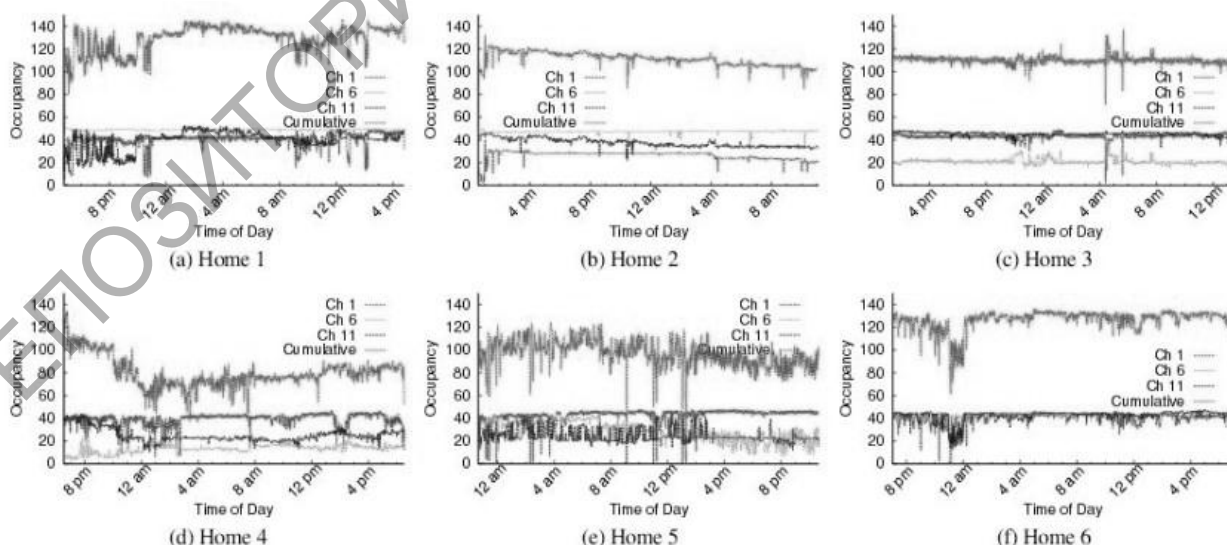 ЕПОЗИТОРИ
140
120
100
80
60
40
20
0
Occupancy
Ch 1
Ch 6
Ch 11
Cumulative
8 pm
12 am
4 am
8 am
12 pm
4 pm
Time of Day
(a) Home 1
140
120
100
80
60
40
20
0
Occupancy
Ch 1
Ch 6
Ch 11
Cumulative
4 pm
8 pm
12 am
4 am
8 am
Time of Day
(b) Home 2
140
120
100
80
60
40
20
0
Occupancy
Ch 1
Ch 6
Ch 11
Cumulative
4 pm
8 pm
12 am
4 am
8 am
12 pm
Time of Day
(c) Home 3
140
120
100
80
60
40
20
0
Occupancy
Ch 1
Ch 6
Ch 11
Cumulative
8 pm
12 am
4 am
8 am
12 pm
4 pm
Time of Day
(d) Home 4
140
120
100
80
60
40
20
0
Occupancy
Ch 1
Ch 6
Ch 11
Cumulative
12 am
4 am
8 am
12 pm
4 pm
8 pm
Time of Day
(e) Home 5
140
120
100
80
60
40
20
0
Occupancy
Ch 1
Ch 6
Ch 11
Cumulative
8 pm
12 am
4 am
8 am
12 pm
4 pm
Time of Day
(f) Home 6